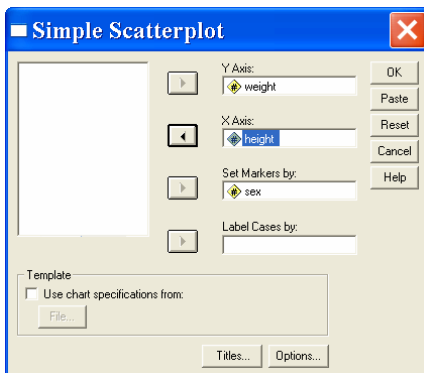 Simple Scatterplot
Y Axis:
weight
X Axis:
height
Set Markers by:
sex
Label Cases by:
OK
Paste
Reset
Cancel
Help
Template
Use chart specifications from:
File...
Titles...
Options...